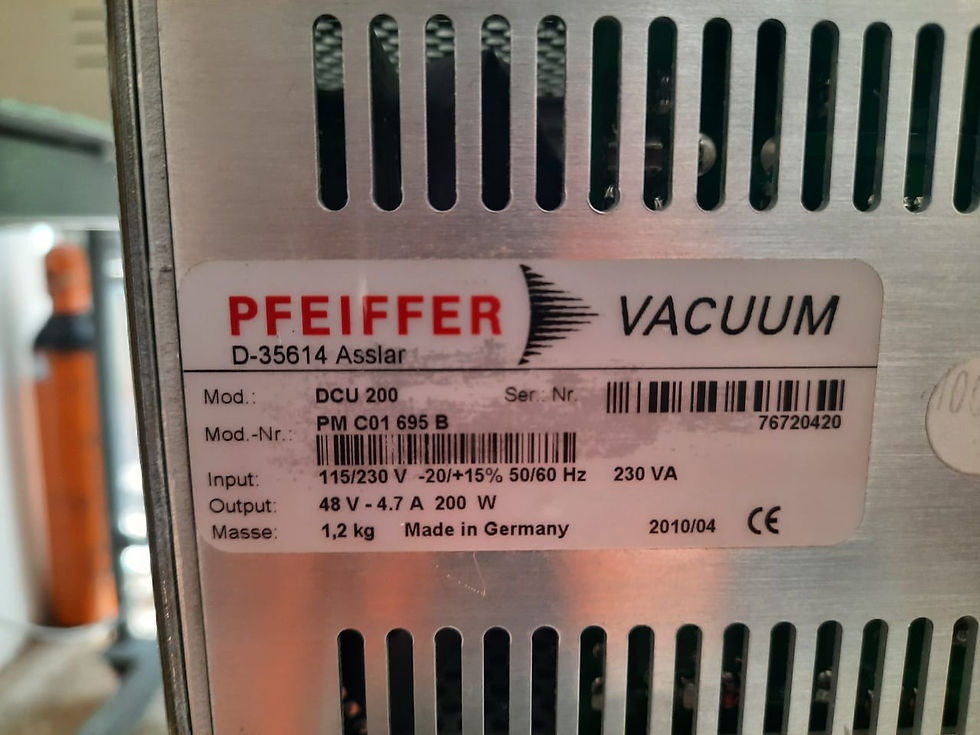 PFEIFFER VACUUM
D-35614 Asslar
Mod.: DCU 200 Ser. Nr.
76720420
Mod.-Nr.: PM C01 695 B
Input: 115/230 V -20/+15% 50/60 Hz 230 VA
Output: 48 V - 4.7 A 200 W
Masse: 1,2 kg Made in Germany 2010/04 CE